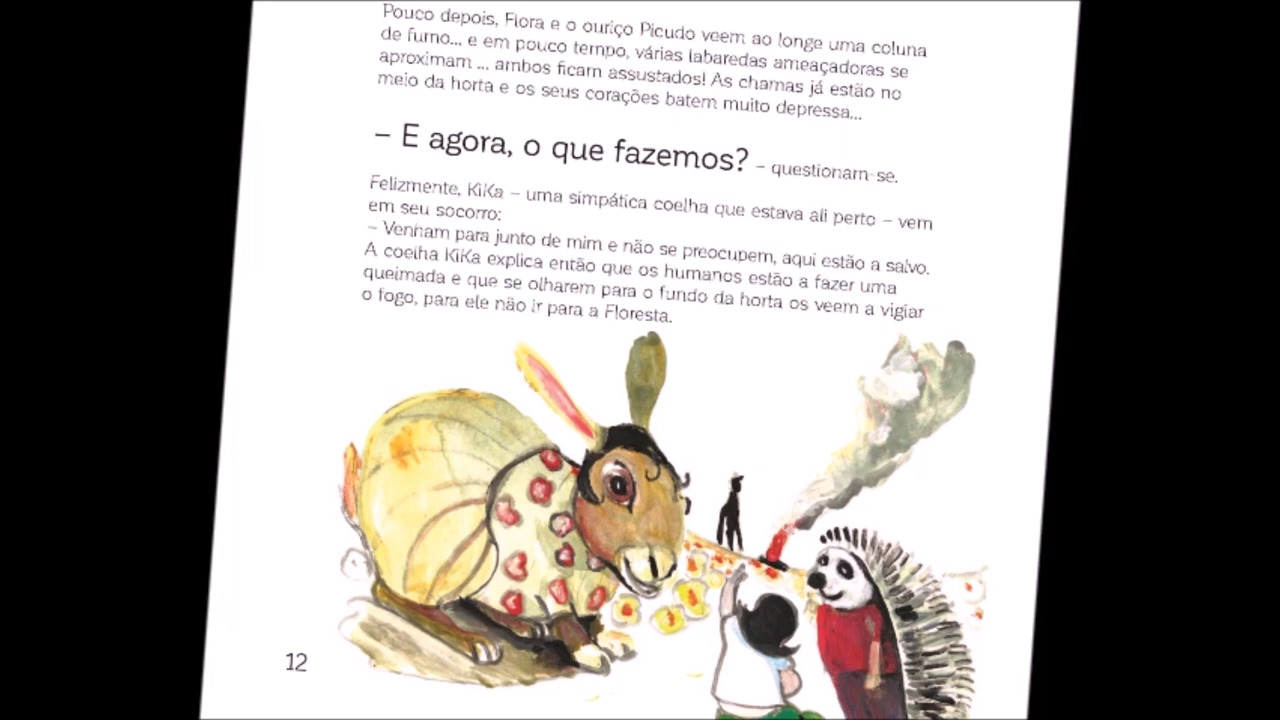 Pouco depois, Flora e o ouriço Picudo veem ao longe uma coluna
de fumo... e em pouco tempo, várias labaredas ameaçadoras se
aproximam ... ambos ficam assustados! As chamas já estão no
meio da horta e os seus corações batem muito depressa...
– E agora, o que fazemos? – questionam-se.
Felizmente, KiKa – uma simpática coelha que estava ali perto – vem
em seu socorro:
– Venham para junto de mim e não se preocupem, aqui estão a salvo.
A coelha KiKa explica então que os humanos estão a fazer uma
queimada e que se olharem para o fundo da horta os veem a vigiar
o fogo, para ele não ir para a Floresta.
12